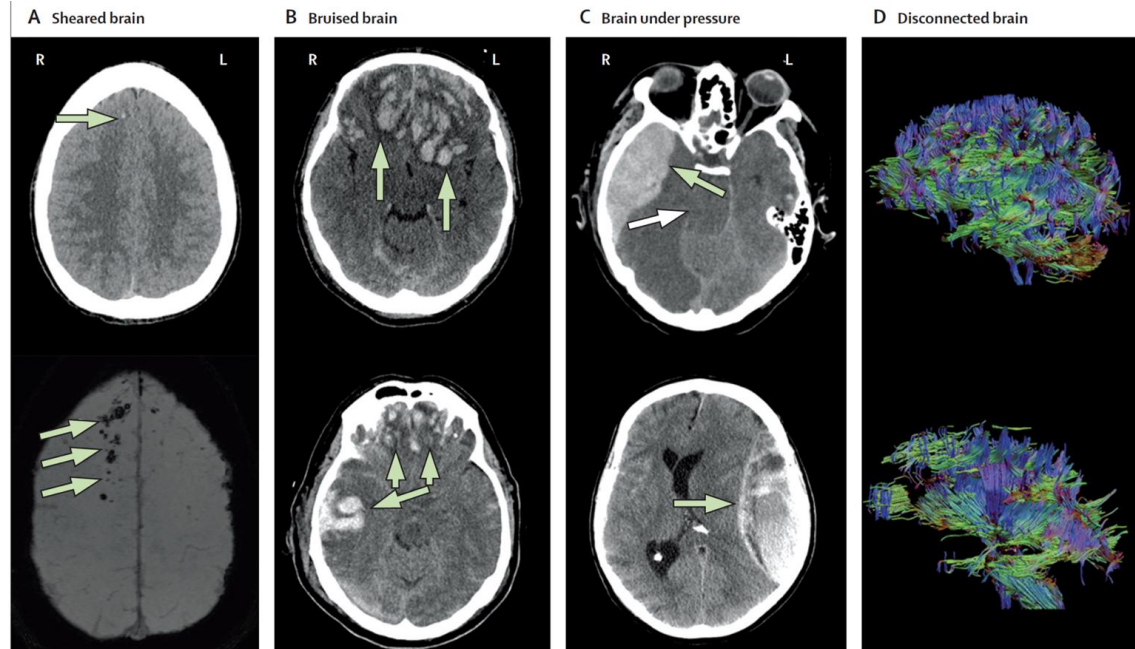 A Sheared brain
B Bruised brain
C Brain under pressure
D Disconnected brain
R L
R L
R L